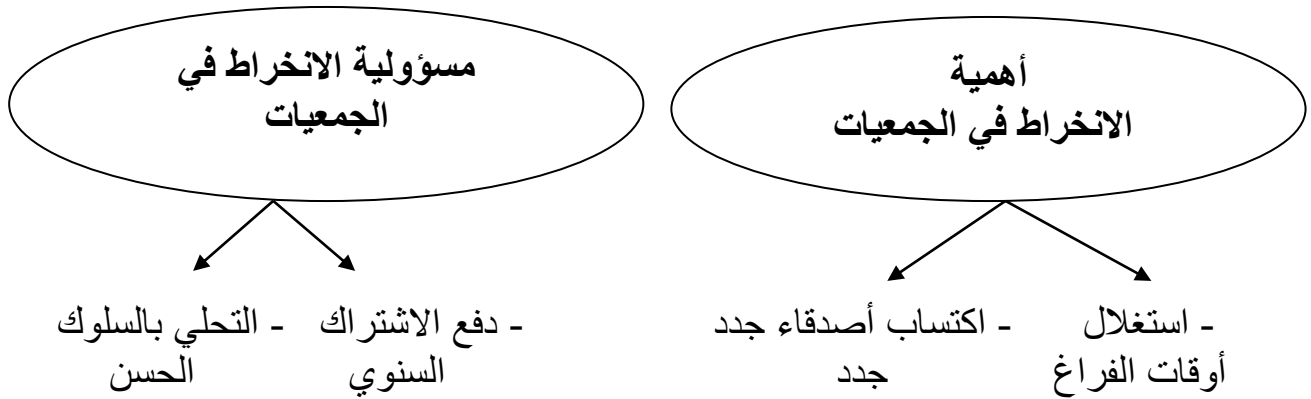 أهمية
الانخراط في الجمعيات
مسؤولية الانخراط في
الجمعيات
- استغلال
أوقات الفراغ
- اكتساب أصدقاء جدد
جدد
- دفع الاشتراك
السنوي
- التحلي بالسلوك
الحسن